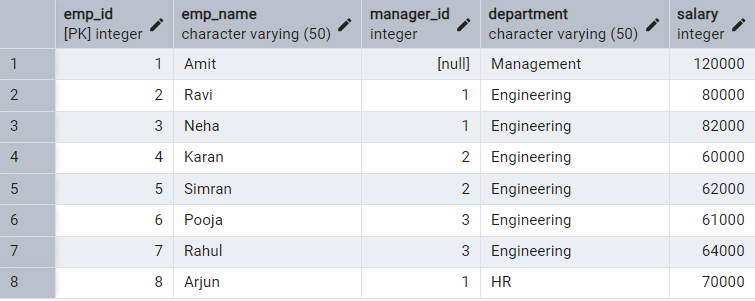 emp_id emp_name manager_id department salary
[PK] integer character varying (50) integer character varying (50) integer
1 1 Amit [null] Management 120000
2 2 Ravi 1 Engineering 80000
3 3 Neha 1 Engineering 82000
4 4 Karan 2 Engineering 60000
5 5 Simran 2 Engineering 62000
6 6 Pooja 3 Engineering 61000
7 7 Rahul 3 Engineering 64000
8 8 Arjun 1 HR 70000